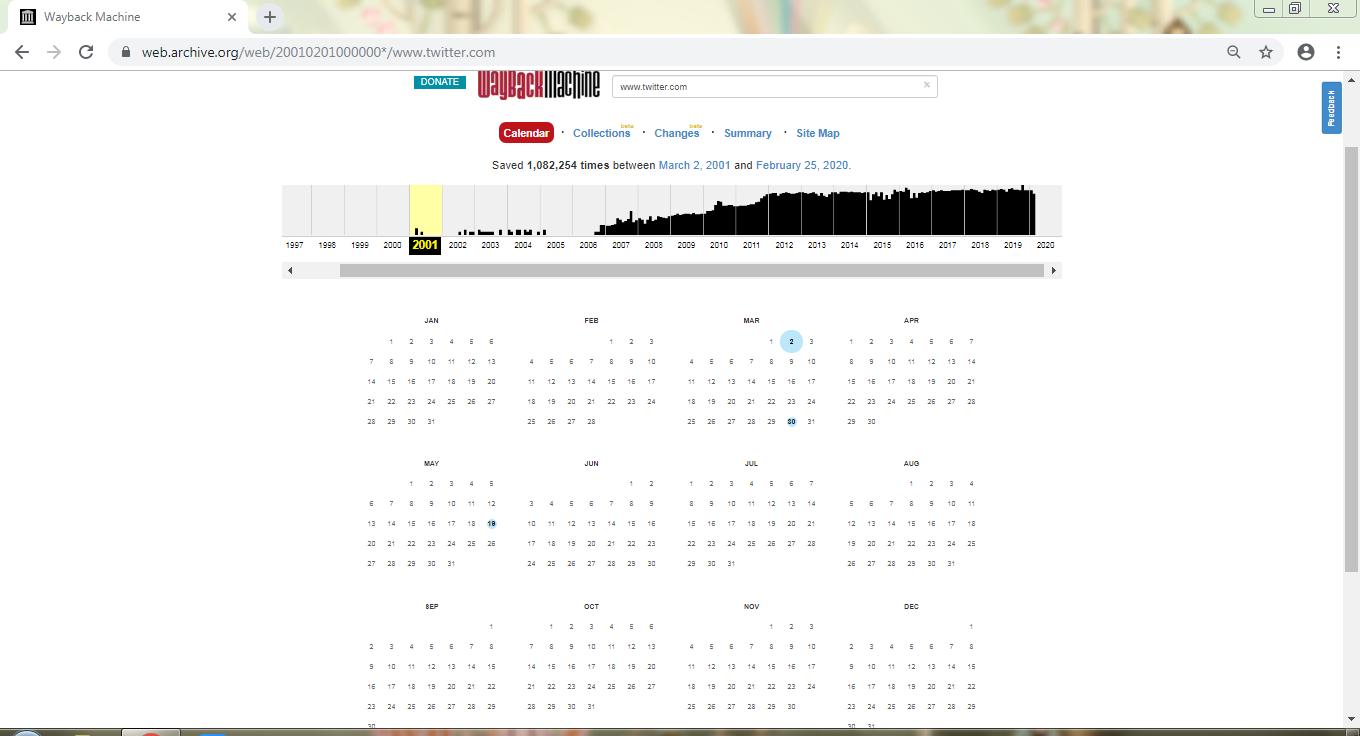 Wayback Machine
web.archive.org/web/20010201000000*/www.twitter.com
DONATE WayBackMachine www.twitter.com
Feedback
Calendar · Collections beta · Changes beta · Summary · Site Map
Saved 1,082,254 times between March 2, 2001 and February 25, 2020.
1997 1998 1999 2000 2001 2002 2003 2004 2005 2006 2007 2008 2009 2010 2011 2012 2013 2014 2015 2016 2017 2018 2019 2020
JAN FEB MAR APR
1 2 3 4 5 6 1 2 3 1 2 3 1 2 3 4 5 6 7
7 8 9 10 11 12 13 4 5 6 7 8 9 10 4 5 6 7 8 9 10 8 9 10 11 12 13 14
14 15 16 17 18 19 20 11 12 13 14 15 16 17 11 12 13 14 15 16 17 15 16 17 18 19 20 21
21 22 23 24 25 26 27 18 19 20 21 22 23 24 18 19 20 21 22 23 24 22 23 24 25 26 27 28
28 29 30 31 25 26 27 28 25 26 27 28 29 30 31 29 30
MAY JUN JUL AUG
1 2 3 4 5 1 2 1 2 3 4 5 6 7 1 2 3 4
6 7 8 9 10 11 12 3 4 5 6 7 8 9 8 9 10 11 12 13 14 5 6 7 8 9 10 11
13 14 15 16 17 18 19 10 11 12 13 14 15 16 15 16 17 18 19 20 21 12 13 14 15 16 17 18
20 21 22 23 24 25 26 17 18 19 20 21 22 23 22 23 24 25 26 27 28 19 20 21 22 23 24 25
27 28 29 30 31 24 25 26 27 28 29 30 29 30 31 26 27 28 29 30 31
SEP OCT NOV DEC
1 1 2 3 4 5 6 1 2 3 1
2 3 4 5 6 7 8 7 8 9 10 11 12 13 4 5 6 7 8 9 10 2 3 4 5 6 7 8
9 10 11 12 13 14 15 14 15 16 17 18 19 20 11 12 13 14 15 16 17 9 10 11 12 13 14 15
16 17 18 19 20 21 22 21 22 23 24 25 26 27 18 19 20 21 22 23 24 16 17 18 19 20 21 22
23 24 25 26 27 28 29 28 29 30 31 25 26 27 28 29 30 23 24 25 26 27 28 29
30 30 31